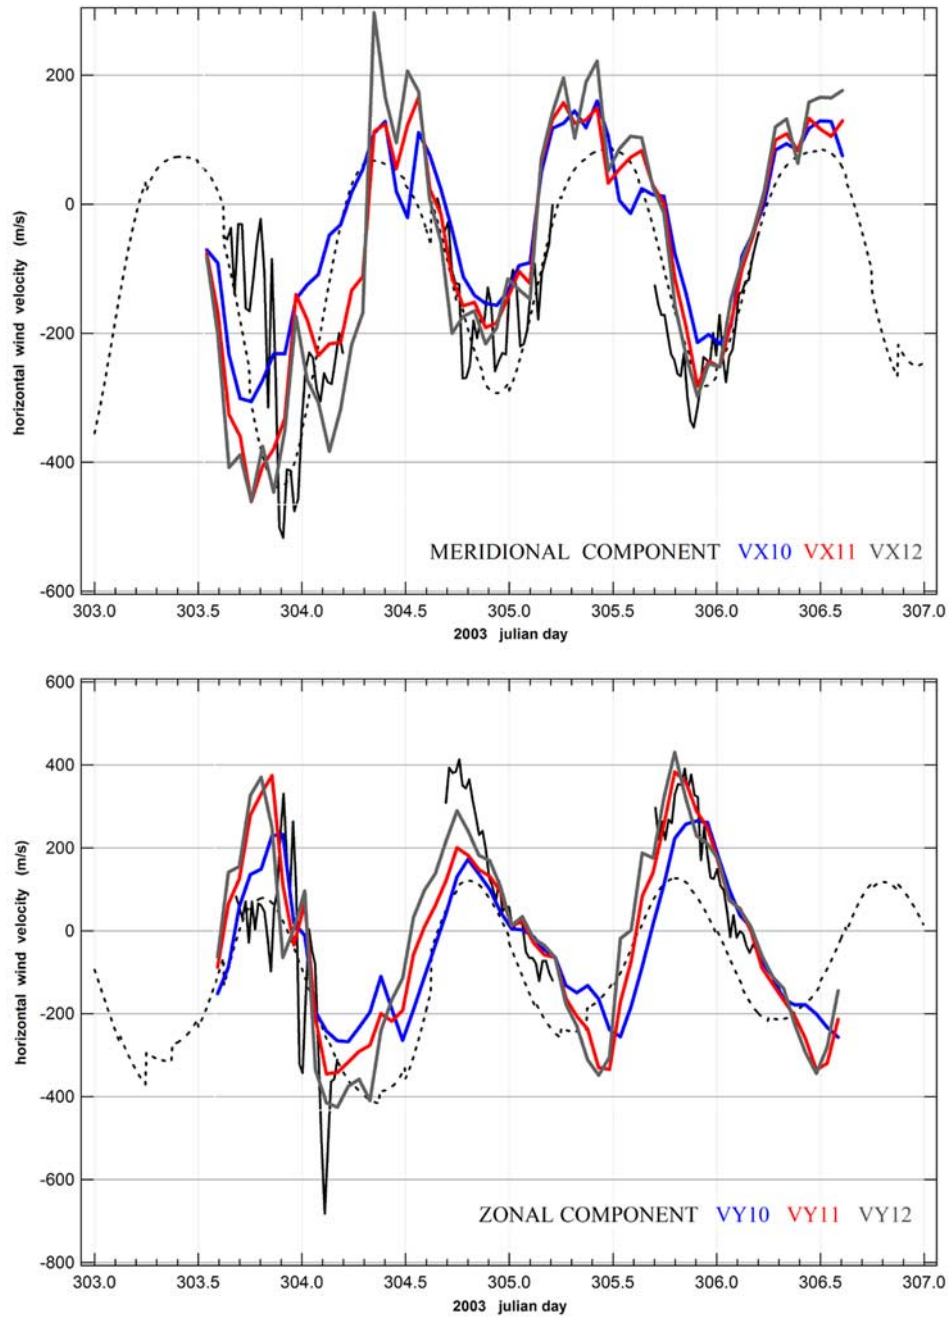 200
0
-200
-400
-600
horizontal wind velocity (m/s)
MERIDIONAL COMPONENT VX10 VX11 VX12
303.0 303.5 304.0 304.5 305.0 305.5 306.0 306.5 307.0
2003 julian day
600
400
200
0
-200
-400
-600
-800
horizontal wind velocity (m/s)
ZONAL COMPONENT VY10 VY11 VY12
303.0 303.5 304.0 304.5 305.0 305.5 306.0 306.5 307.0
2003 julian day